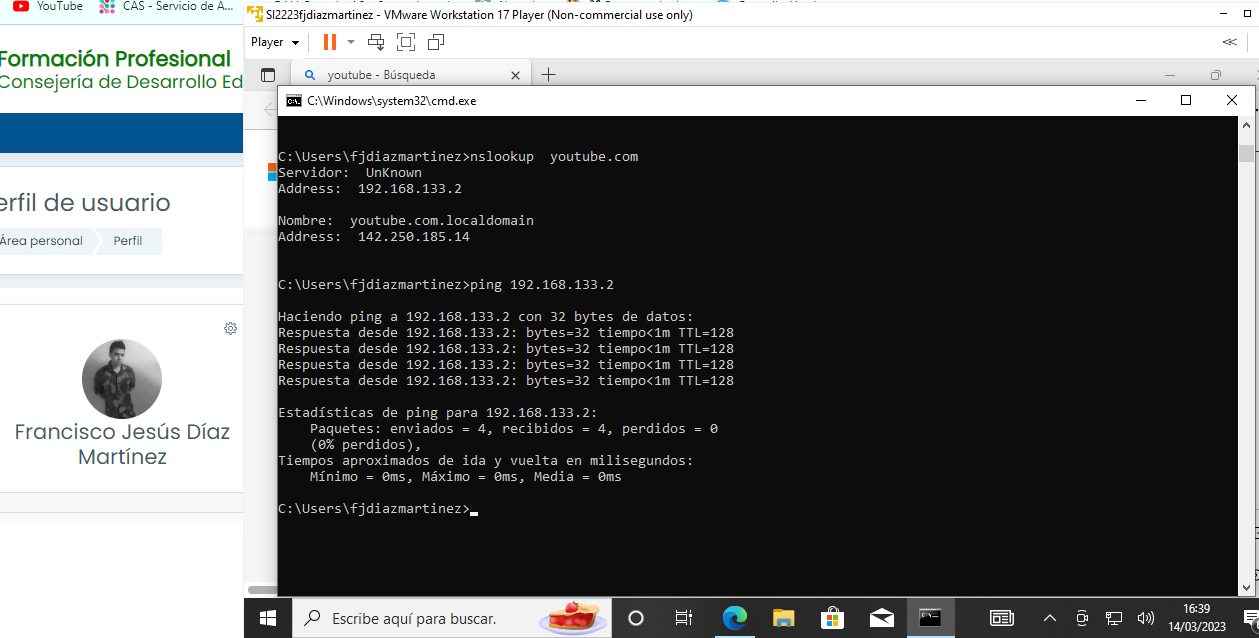 YouTube
CAS - Servicio de A...
Formación Profesional
Consejería de Desarrollo Ed
erfil de usuario
Área personal
Perfil
Francisco Jesús Díaz
Martínez
SI2223fjdiazmartinez - VMware Workstation 17 Player (Non-commercial use only)
Player
youtube - Búsqueda
C:\Windows\system32\cmd.exe
C:\Users\fjdiazmartinez>nslookup  youtube.com
Servidor:  UnKnown
Address:  192.168.133.2
Nombre:  youtube.com.localdomain
Address:  142.250.185.14
C:\Users\fjdiazmartinez>ping 192.168.133.2
Haciendo ping a 192.168.133.2 con 32 bytes de datos:
Respuesta desde 192.168.133.2: bytes=32 tiempo<1m TTL=128
Respuesta desde 192.168.133.2: bytes=32 tiempo<1m TTL=128
Respuesta desde 192.168.133.2: bytes=32 tiempo<1m TTL=128
Respuesta desde 192.168.133.2: bytes=32 tiempo<1m TTL=128
Estadísticas de ping para 192.168.133.2:
    Paquetes: enviados = 4, recibidos = 4, perdidos = 0
    (0% perdidos),
Tiempos aproximados de ida y vuelta en milisegundos:
    Mínimo = 0ms, Máximo = 0ms, Media = 0ms
C:\Users\fjdiazmartinez>
Escribe aquí para buscar.
16:39
14/03/2023